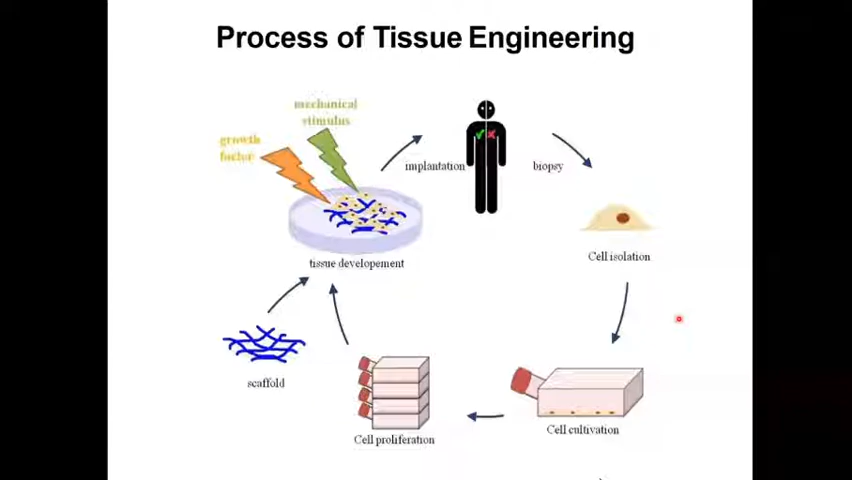 Process of Tissue Engineering
mechanical
stimulus
growth
factor
implantation
biopsy
Cell isolation
tissue developement
scaffold
Cell proliferation
Cell cultivation